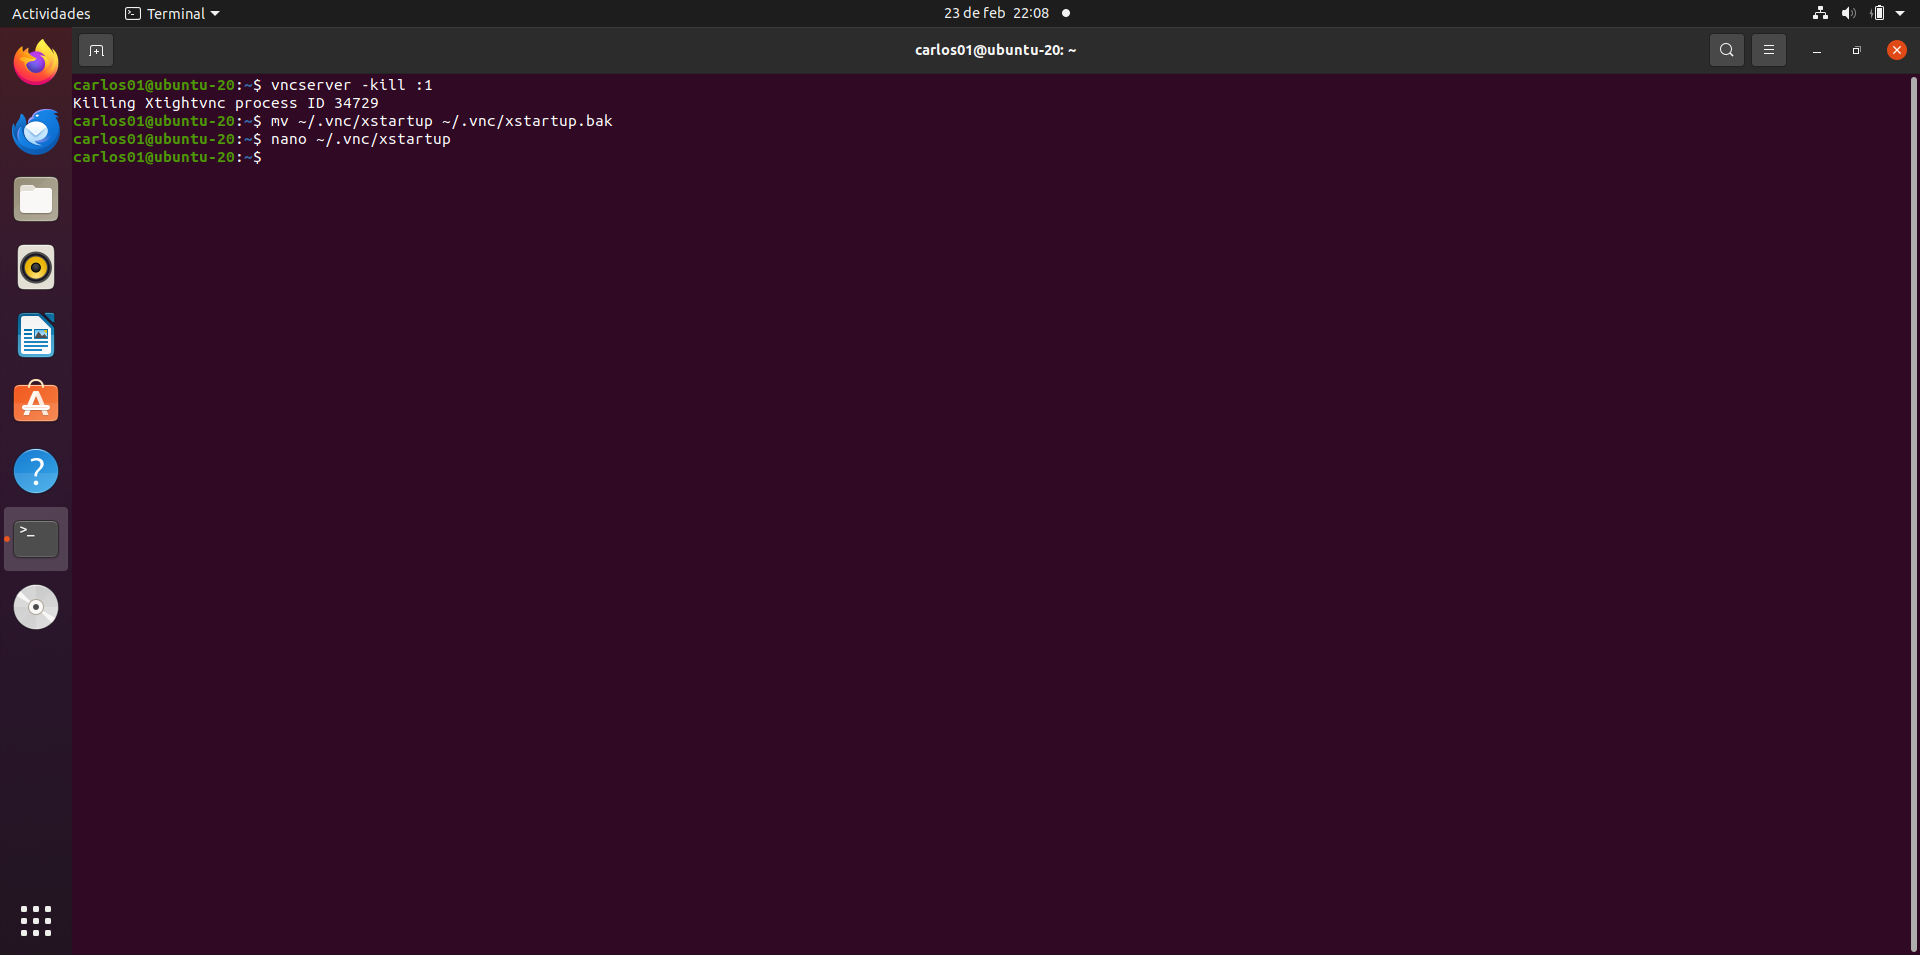 Actividades
Terminal
23 de feb 22:08
carlos01@ubuntu-20: ~
carlos01@ubuntu-20:~$ vncserver -kill :1
Killing Xtightvnc process ID 34729
carlos01@ubuntu-20:~$ mv ~/.vnc/xstartup ~/.vnc/xstartup.bak
carlos01@ubuntu-20:~$ nano ~/.vnc/xstartup
carlos01@ubuntu-20:~$